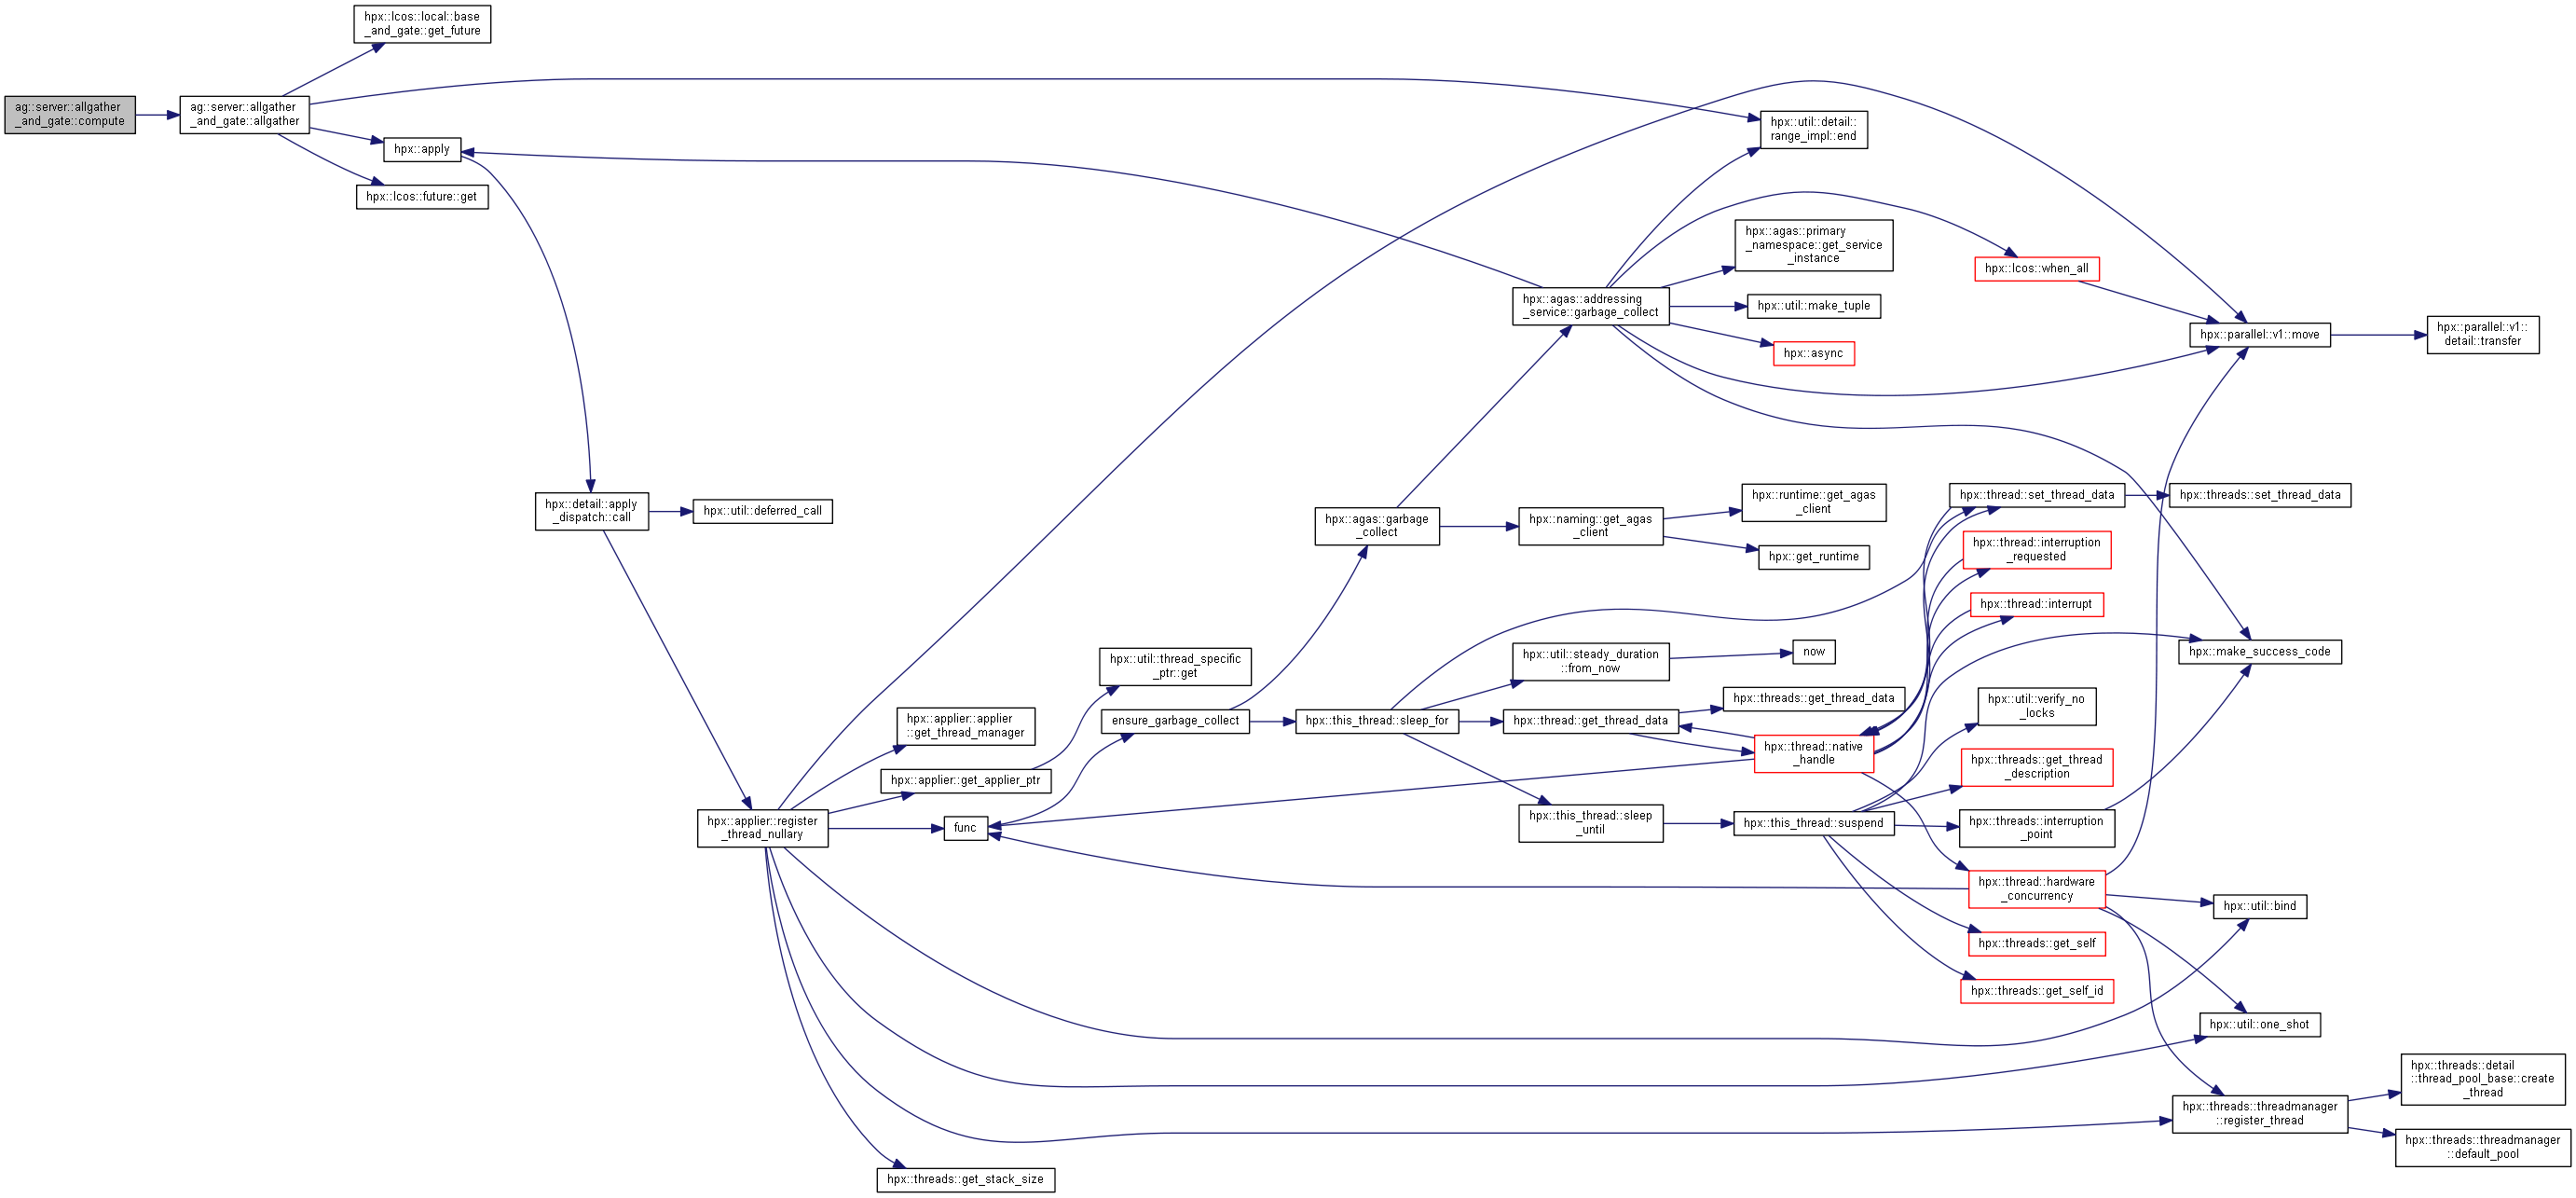 hpx::lcos::local::base
_and_gate::get_future
ag::server::allgather
_and_gate::compute
ag::server::allgather
_and_gate::allgather
hpx::apply
hpx::lcos::future::get
hpx::util::detail::
range_impl::end
hpx::agas::primary
_namespace::get_service
_instance
hpx::lcos::when_all
hpx::agas::addressing
_service::garbage_collect
hpx::util::make_tuple
hpx::async
hpx::parallel::v1::move
hpx::parallel::v1::
detail::transfer
hpx::detail::apply
_dispatch::call
hpx::util::deferred_call
hpx::agas::garbage
_collect
hpx::naming::get_agas
_client
hpx::runtime::get_agas
_client
hpx::get_runtime
hpx::thread::set_thread_data
hpx::threads::set_thread_data
hpx::thread::interruption
_requested
hpx::thread::interrupt
hpx::make_success_code
hpx::util::thread_specific
_ptr::get
hpx::util::steady_duration
::from_now
now
hpx::applier::applier
::get_thread_manager
ensure_garbage_collect
hpx::this_thread::sleep_for
hpx::thread::get_thread_data
hpx::threads::get_thread_data
hpx::util::verify_no
_locks
hpx::thread::native
_handle
hpx::threads::get_thread
_description
hpx::applier::get_applier_ptr
hpx::applier::register
_thread_nullary
func
hpx::this_thread::sleep
_until
hpx::this_thread::suspend
hpx::threads::interruption
_point
hpx::thread::hardware
_concurrency
hpx::util::bind
hpx::threads::get_self
hpx::threads::get_self_id
hpx::util::one_shot
hpx::threads::detail
::thread_pool_base::create
_thread
hpx::threads::threadmanager
::register_thread
hpx::threads::threadmanager
::default_pool
hpx::threads::get_stack_size